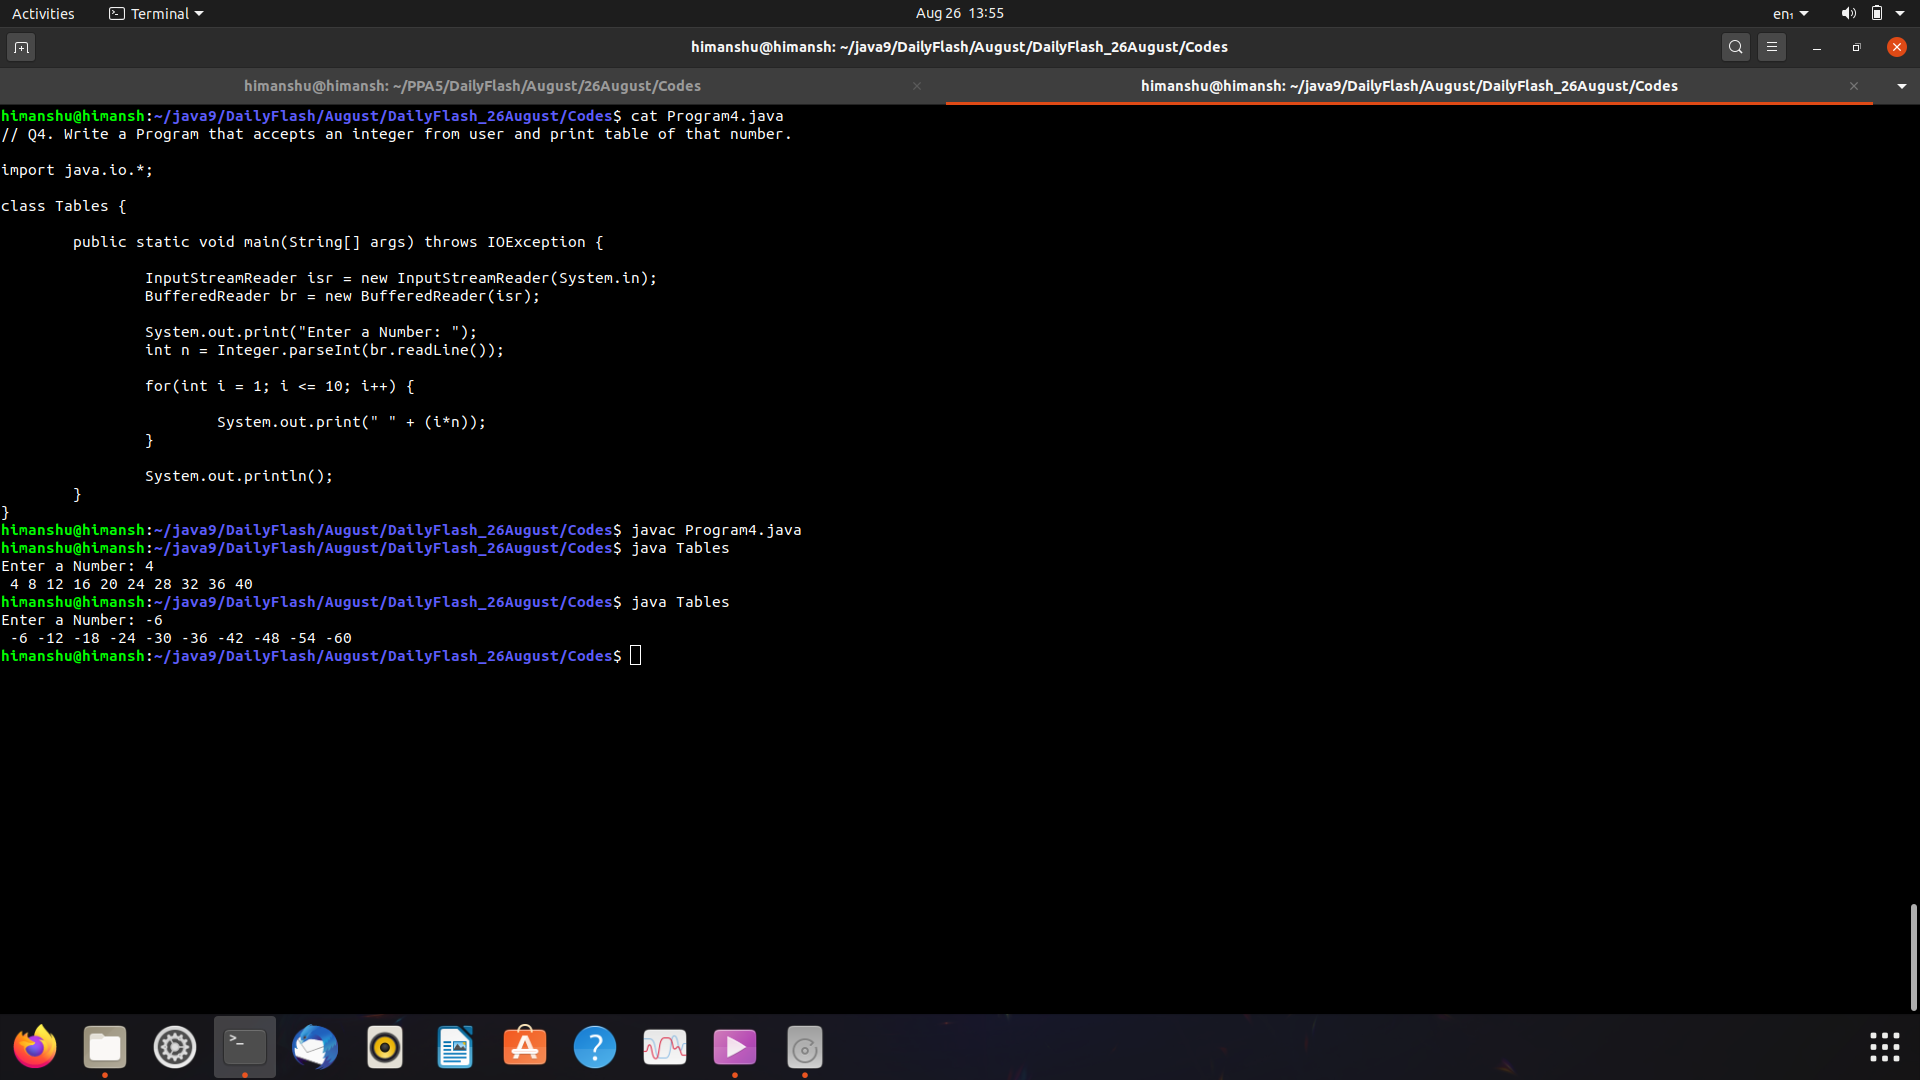 Activities Terminal Aug 26 13:55 en₁
himanshu@himansh: ~/java9/DailyFlash/August/DailyFlash_26August/Codes
himanshu@himansh: ~/PPA5/DailyFlash/August/26August/Codes himanshu@himansh: ~/java9/DailyFlash/August/DailyFlash_26August/Codes
himanshu@himansh:~/java9/DailyFlash/August/DailyFlash_26August/Codes$ cat Program4.java
// Q4. Write a Program that accepts an integer from user and print table of that number.
import java.io.*;
class Tables {
        public static void main(String[] args) throws IOException {
                InputStreamReader isr = new InputStreamReader(System.in);
                BufferedReader br = new BufferedReader(isr);
                System.out.print("Enter a Number: ");
                int n = Integer.parseInt(br.readLine());
                for(int i = 1; i <= 10; i++) {
                        System.out.print(" " + (i*n));
                }
                System.out.println();
        }
}
himanshu@himansh:~/java9/DailyFlash/August/DailyFlash_26August/Codes$ javac Program4.java
himanshu@himansh:~/java9/DailyFlash/August/DailyFlash_26August/Codes$ java Tables
Enter a Number: 4
 4 8 12 16 20 24 28 32 36 40
himanshu@himansh:~/java9/DailyFlash/August/DailyFlash_26August/Codes$ java Tables
Enter a Number: -6
 -6 -12 -18 -24 -30 -36 -42 -48 -54 -60
himanshu@himansh:~/java9/DailyFlash/August/DailyFlash_26August/Codes$